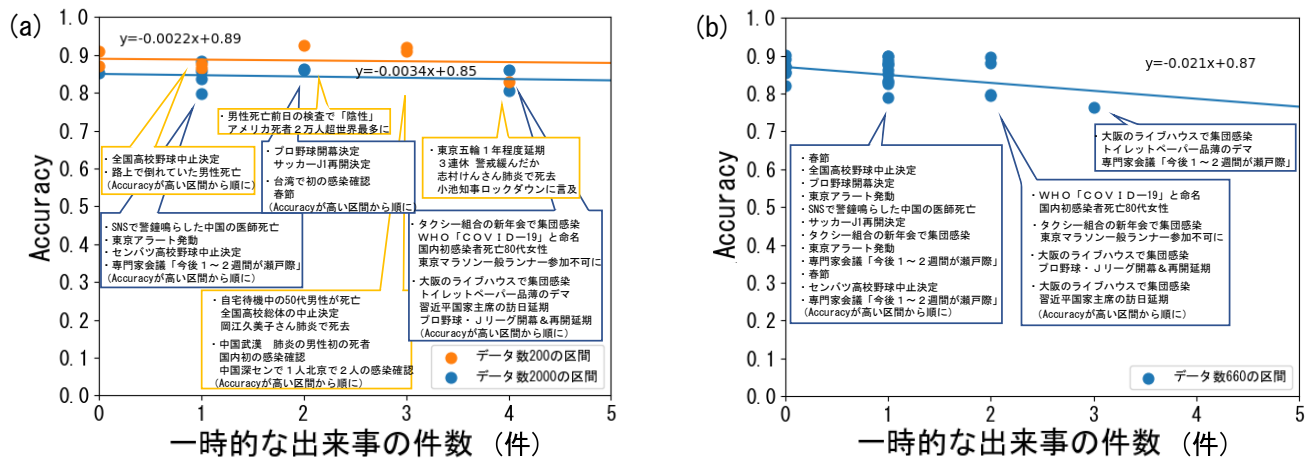 (a)
Accuracy
1.0
0.9
0.8
0.7
0.6
0.5
0.4
0.3
0.2
0.1
0.0
y=-0.0022x+0.89
y=-0.0034x+0.85
・全国高校野球中止決定
・路上で倒れていた男性死亡
(Accuracyが高い区間から順に)
・SNSで警鐘鳴らした中国の医師死亡
・東京アラート発動
・センバツ高校野球中止決定
・専門家会議「今後１～２週間が瀬戸際」
(Accuracyが高い区間から順に)
・男性死亡前日の検査で「陰性」
アメリカ死者２万人超世界最多に
・プロ野球開幕決定
サッカーJ1再開決定
・台湾で初の感染確認
春節
(Accuracyが高い区間から順に)
・自宅待機中の50代男性が死亡
全国高校総体の中止決定
岡江久美子さん肺炎で死去
・中国武漢　肺炎の男性初の死者
国内初の感染確認
中国深センで１人北京で２人の感染確認
(Accuracyが高い区間から順に)
・東京五輪１年程度延期
３連休 警戒緩んだか
志村けんさん肺炎で死去
小池知事ロックダウンに言及
・タクシー組合の新年会で集団感染
ＷＨＯ「ＣＯＶＩＤー19」と命名
国内初感染者死亡80代女性
東京マラソン一般ランナー参加不可に
・大阪のライブハウスで集団感染
トイレットペーパー品薄のデマ
習近平国家主席の訪日延期
プロ野球・Ｊリーグ開幕＆再開延期
(Accuracyが高い区間から順に)
データ数200の区間
データ数2000の区間
0 1 2 3 4 5
一時的な出来事の件数（件）
(b)
Accuracy
1.0
0.9
0.8
0.7
0.6
0.5
0.4
0.3
0.2
0.1
0.0
y=-0.021x+0.87
・春節
・全国高校野球中止決定
・プロ野球開幕決定
・東京アラート発動
・SNSで警鐘鳴らした中国の医師死亡
・サッカーJ1再開決定
・タクシー組合の新年会で集団感染
・東京アラート発動
・専門家会議「今後１～２週間が瀬戸際」
・春節
・センバツ高校野球中止決定
・専門家会議「今後１～２週間が瀬戸際」
(Accuracyが高い区間から順に)
・大阪のライブハウスで集団感染
トイレットペーパー品薄のデマ
専門家会議「今後１～２週間が瀬戸際」
・ＷＨＯ「ＣＯＶＩＤー19」と命名
国内初感染者死亡80代女性
・タクシー組合の新年会で集団感染
東京マラソン一般ランナー参加不可に
・大阪のライブハウスで集団感染
プロ野球・Ｊリーグ開幕＆再開延期
・大阪のライブハウスで集団感染
(Accuracyが高い区間から順に)
データ数660の区間
0 1 2 3 4 5
一時的な出来事の件数（件）